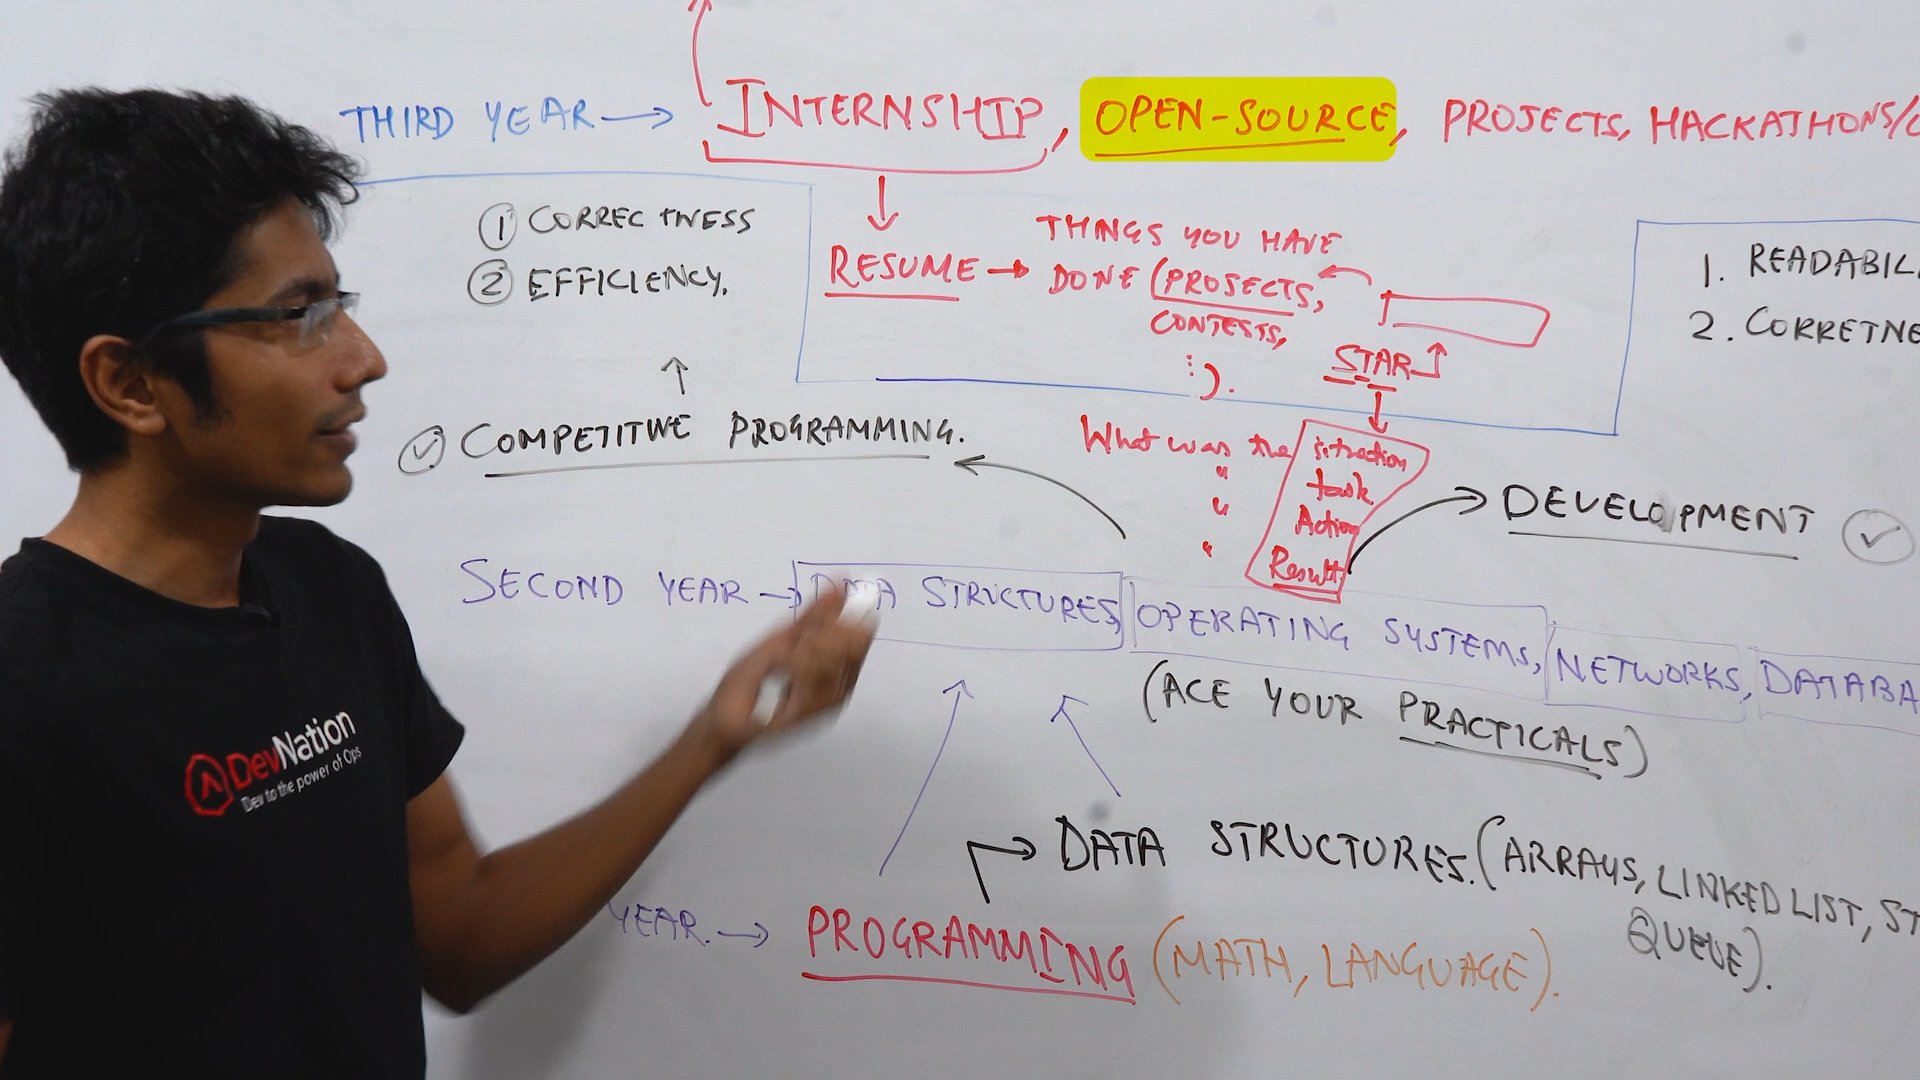 THIRD YEAR → INTERNSHIP, OPEN-SOURCE, PROJECTS, HACKATHONS/
① CORRECTNESS
② EFFICIENCY.
RESUME → THINGS YOU HAVE
DONE (PROJECTS,
CONTESTS,
⋮).
STAR
1. READABIL
2. CORRETNE
COMPETITIVE PROGRAMMING.
What was the situation
" task
" Action
" Result
DEVELOPMENT
SECOND YEAR → DATA STRUCTURES, OPERATING SYSTEMS, NETWORKS, DATABA
(ACE YOUR PRACTICALS)
DATA STRUCTURES. (ARRAYS, LINKED LIST, ST
QUEUE).
YEAR. → PROGRAMMING (MATH, LANGUAGE).
DevNation
Dev to the power of Ops